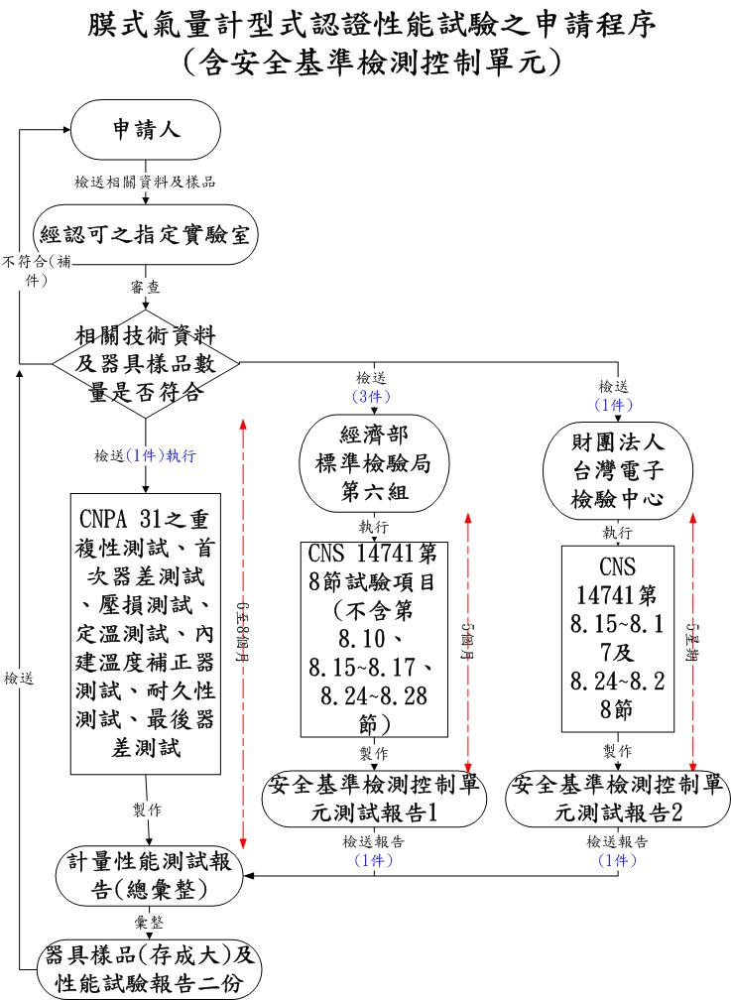 膜式氣量計型式認證性能試驗之申請程序
(含安全基準檢測控制單元)
申請人
檢送相關資料及樣品
經認可之指定實驗室
不符合(補
件)
審查
相關技術資料
及器具樣品數
量是否符合
檢送(1件)執行
CNPA 31之重
複性測試、首
次器差測試
、壓損測試、
定溫測試、內
建溫度補正器
測試、耐久性
測試、最後器
差測試
6至8個月
檢送
(3件)
經濟部
標準檢驗局
第六組
執行
CNS 14741第
8節試驗項目
(不含第
8.10、
8.15~8.17、
8.24~8.28
節)
5個月
製作
安全基準檢測控制單
元測試報告1
檢送報告
(1件)
檢送
(1件)
財團法人
台灣電子
檢驗中心
執行
CNS
14741第
8.15~8.1
7及
8.24~8.2
8節
5星期
製作
安全基準檢測控制單
元測試報告2
檢送報告
(1件)
檢送
製作
計量性能測試報
告(總彙整)
彙整
器具樣品(存成大)及
性能試驗報告二份